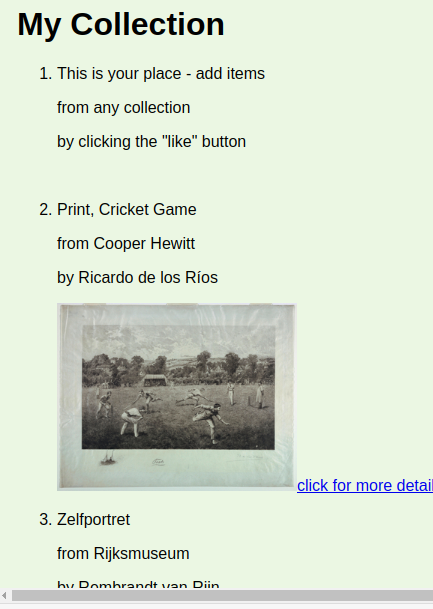 My Collection
1. This is your place - add items
from any collection
by clicking the "like" button
2. Print, Cricket Game
from Cooper Hewitt
by Ricardo de los Ríos
click for more detail
3. Zelfportret
from Rijksmuseum
by Rembrandt van Rijn